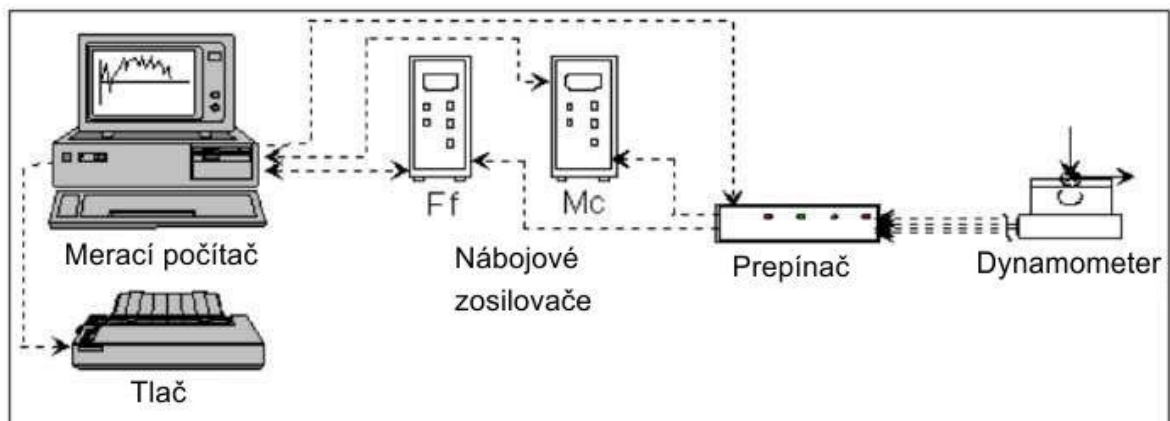 Ff
Mc
Merací počítač
Nábojové
zosilovače
Prepínač
Dynamometer
Tlač